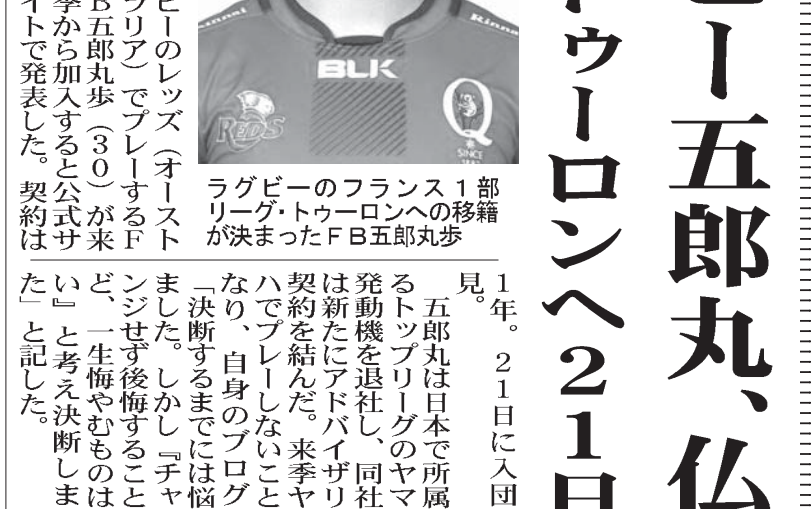 ビー五郎丸、仏
トゥーロンへ21日
Rinnai
Rinnai
BLK
REDS
Q
SINCE
1882
ラグビーのフランス1部
リーグ・トゥーロンへの移籍
が決まったFB五郎丸歩
ビーのレッズ(オースト
ラリア)でプレーするF
B五郎丸歩(30)が来
季から加入すると公式サ
イトで発表した。契約は
1年。21日に入団
見。
五郎丸は日本で所属
るトップリーグのヤマ
発動機を退社し、同社
は新たにアドバイザリ
契約を結んだ。来季ヤ
ハでプレーしないこと
なり、自身のブログ
「決断するまでには悩
ました。しかし『チャ
ンジせず後悔すること
ど、一生悔やむものは
い』と考え決断しま
た」と記した。